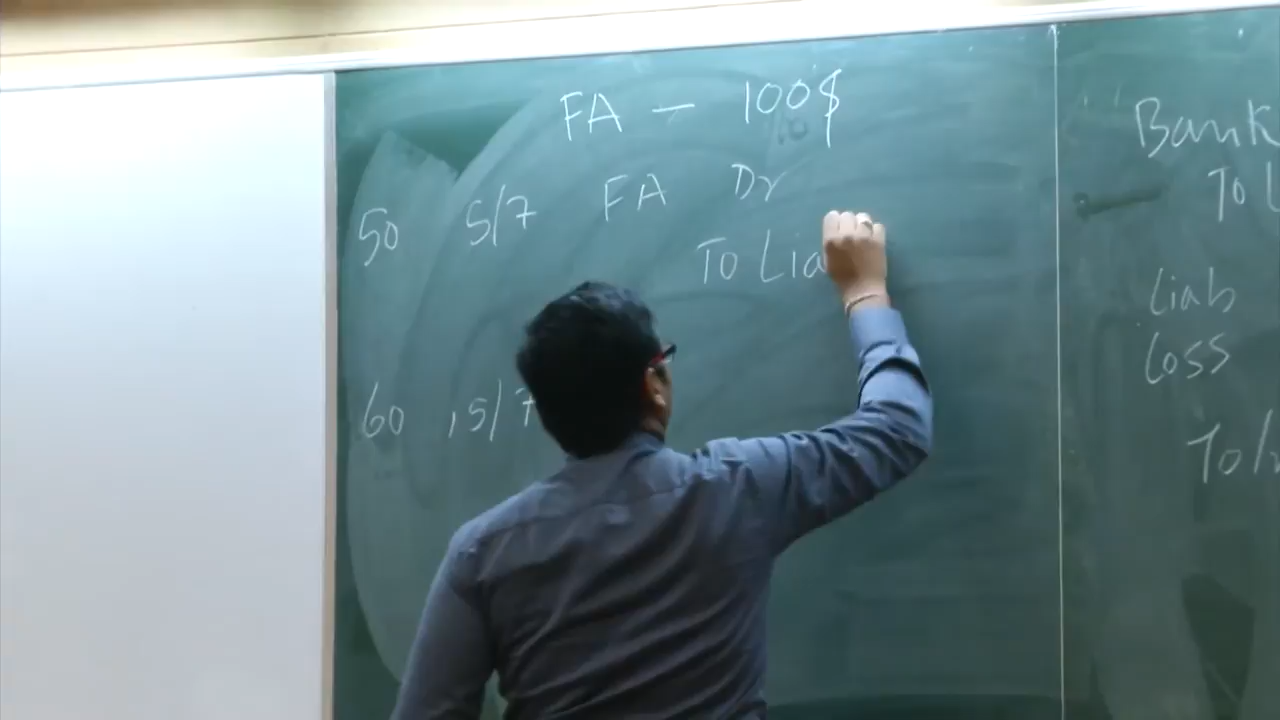 FA — 100$
50 5/7 FA Dr
To Lia
60 15/7
Bank
To L
Liab
Loss
To